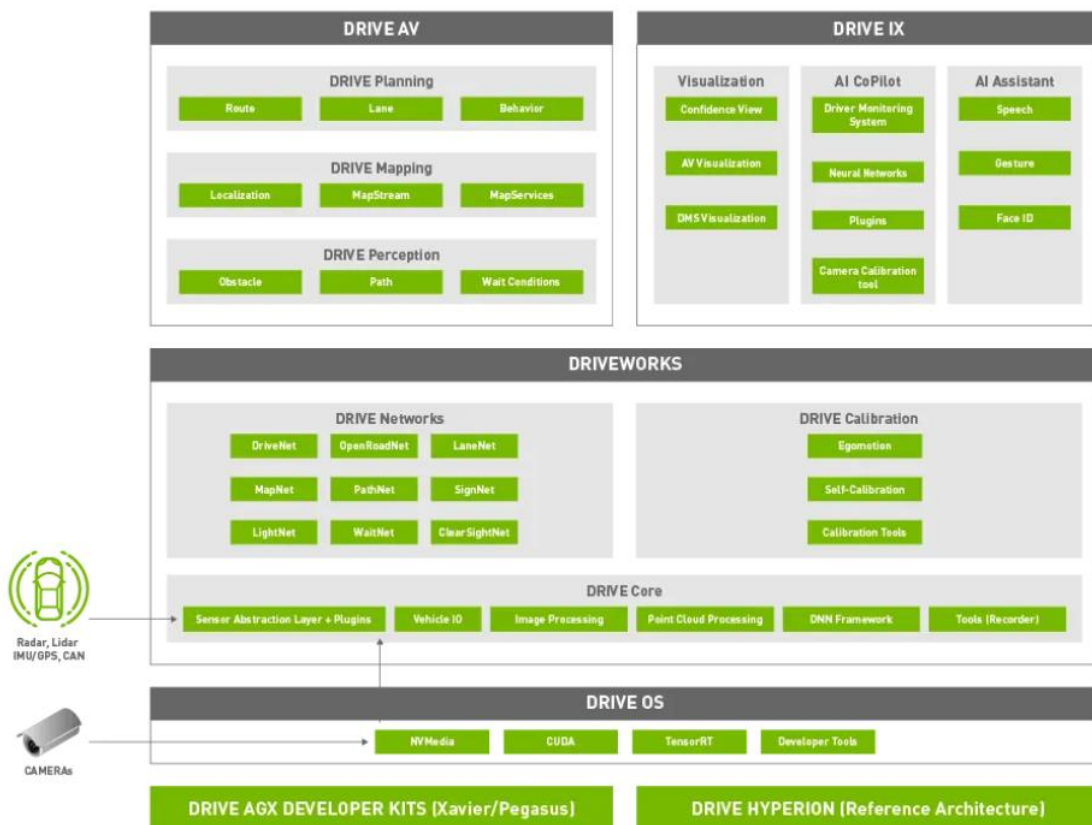 DRIVE AV
DRIVE Planning
Route
Lane
Behavior
DRIVE Mapping
Localization
MapStream
MapServices
DRIVE Perception
Obstacle
Path
Wait Conditions
DRIVE IX
Visualization
Confidence View
AV Visualization
DMS Visualization
AI CoPilot
Driver Monitoring
System
Neural Networks
Plugins
Camera Calibration
tool
AI Assistant
Speech
Gesture
Face ID
DRIVEWORKS
DRIVE Networks
DriveNet
OpenRoadNet
LaneNet
MapNet
PathNet
SignNet
LightNet
WaitNet
ClearSightNet
DRIVE Calibration
Egomotion
Self-Calibration
Calibration Tools
DRIVE Core
Sensor Abstraction Layer + Plugins
Vehicle IO
Image Processing
Point Cloud Processing
DNN Framework
Tools (Recorder)
Radar, Lidar
IMU/GPS, CAN
DRIVE OS
NVMedia
CUDA
TensorRT
Developer Tools
CAMERAs
DRIVE AGX DEVELOPER KITS (Xavier/Pegasus)
DRIVE HYPERION (Reference Architecture)